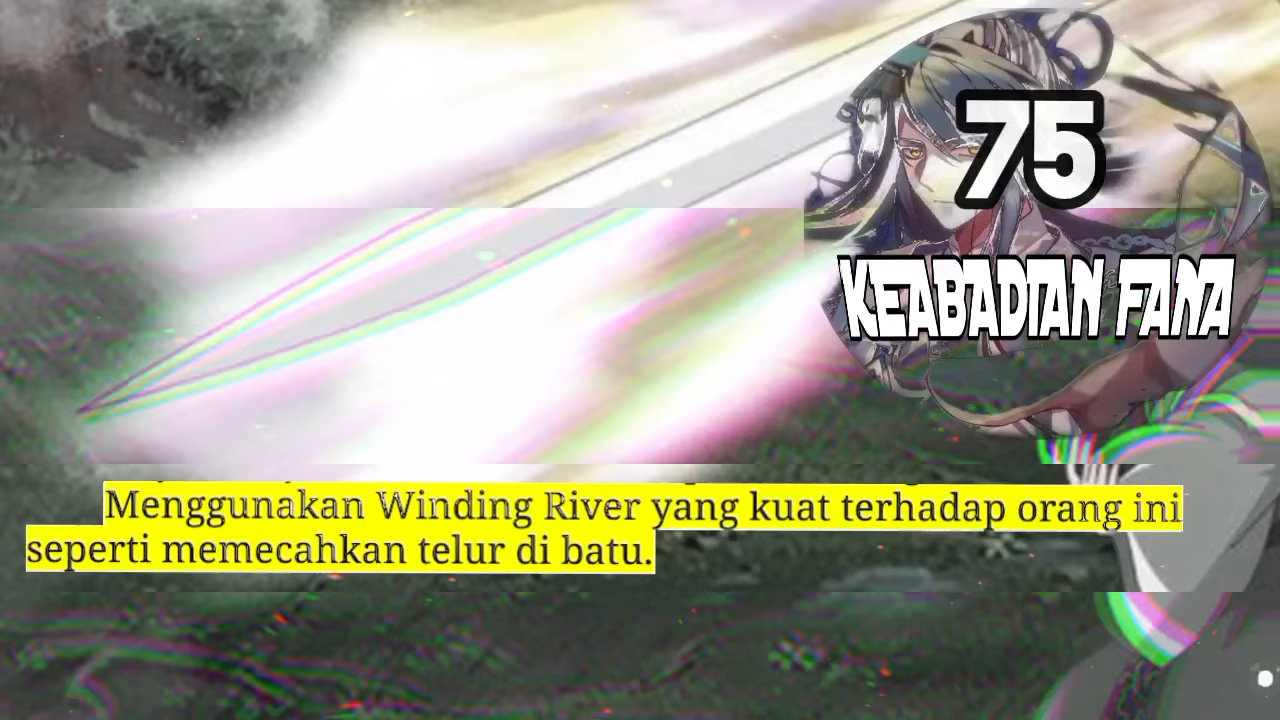 75
KEABADIAN FANA
Menggunakan Winding River yang kuat terhadap orang ini
seperti memecahkan telur di batu.